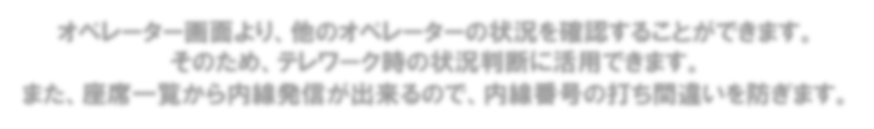 オペレーター画面より、他のオペレーターの状況を確認することができます。
そのため、テレワーク時の状況判断に活用できます。
また、座席一覧から内線発信が出来るので、内線番号の打ち間違いを防ぎます。